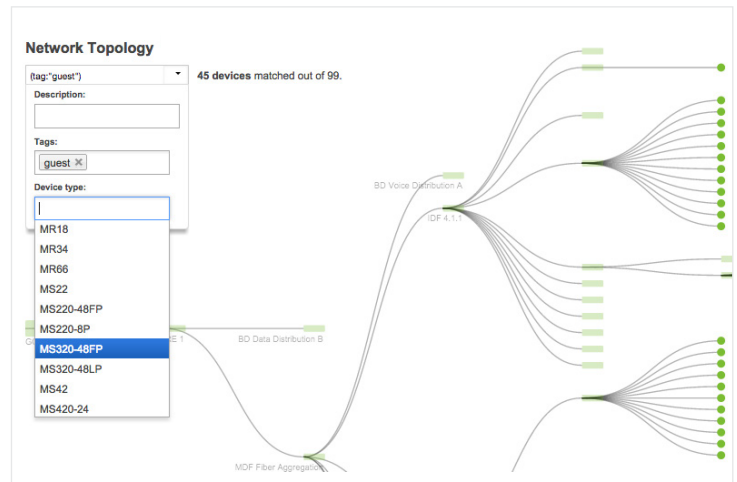 Network Topology
(tag:"guest")
45 devices matched out of 99.
Description:
Tags:
guest ×
Device type:
MR18
MR34
MR66
MS22
MS220-48FP
MS220-8P
MS320-48FP
MS320-48LP
MS42
MS420-24
BD Voice Distribution A
IDF 4.1.1
BD Data Distribution B
MDF Fiber Aggregation